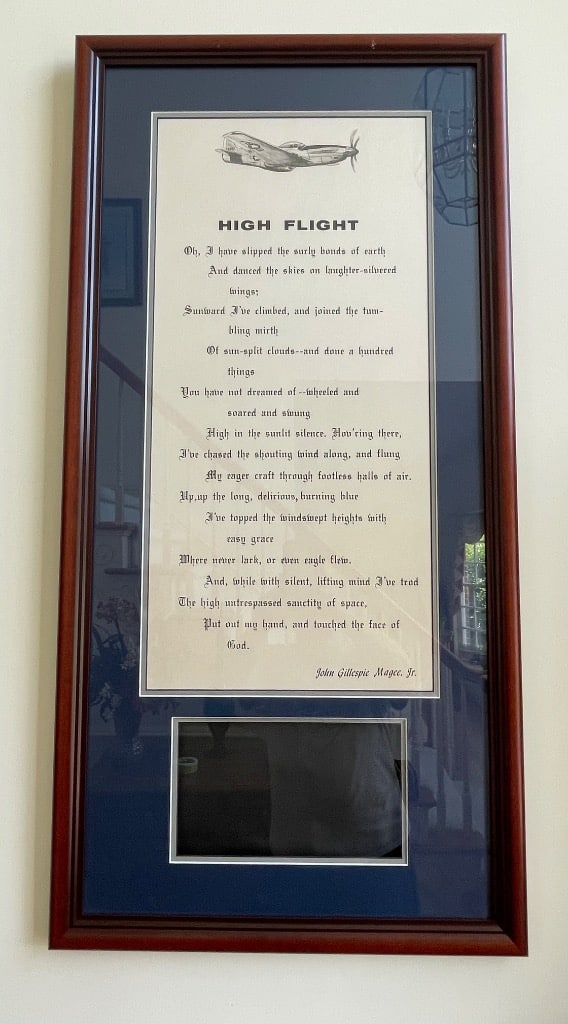 HIGH FLIGHT
Oh, I have slipped the surly bonds of earth
And danced the skies on laughter-silvered
wings;
Sunward I've climbed, and joined the tum-
bling mirth
Of sun-split clouds--and done a hundred
things
You have not dreamed of--wheeled and
soared and swung
High in the sunlit silence. Hov'ring there,
I've chased the shouting wind along, and flung
My eager craft through footless halls of air.
Up,up the long, delirious, burning blue
I've topped the windswept heights with
easy grace
Where never lark, or even eagle flew.
And, while with silent, lifting mind I've trod
The high untrespassed sanctity of space,
Put out my hand, and touched the face of
God.
John Gillespie Magee, Jr.